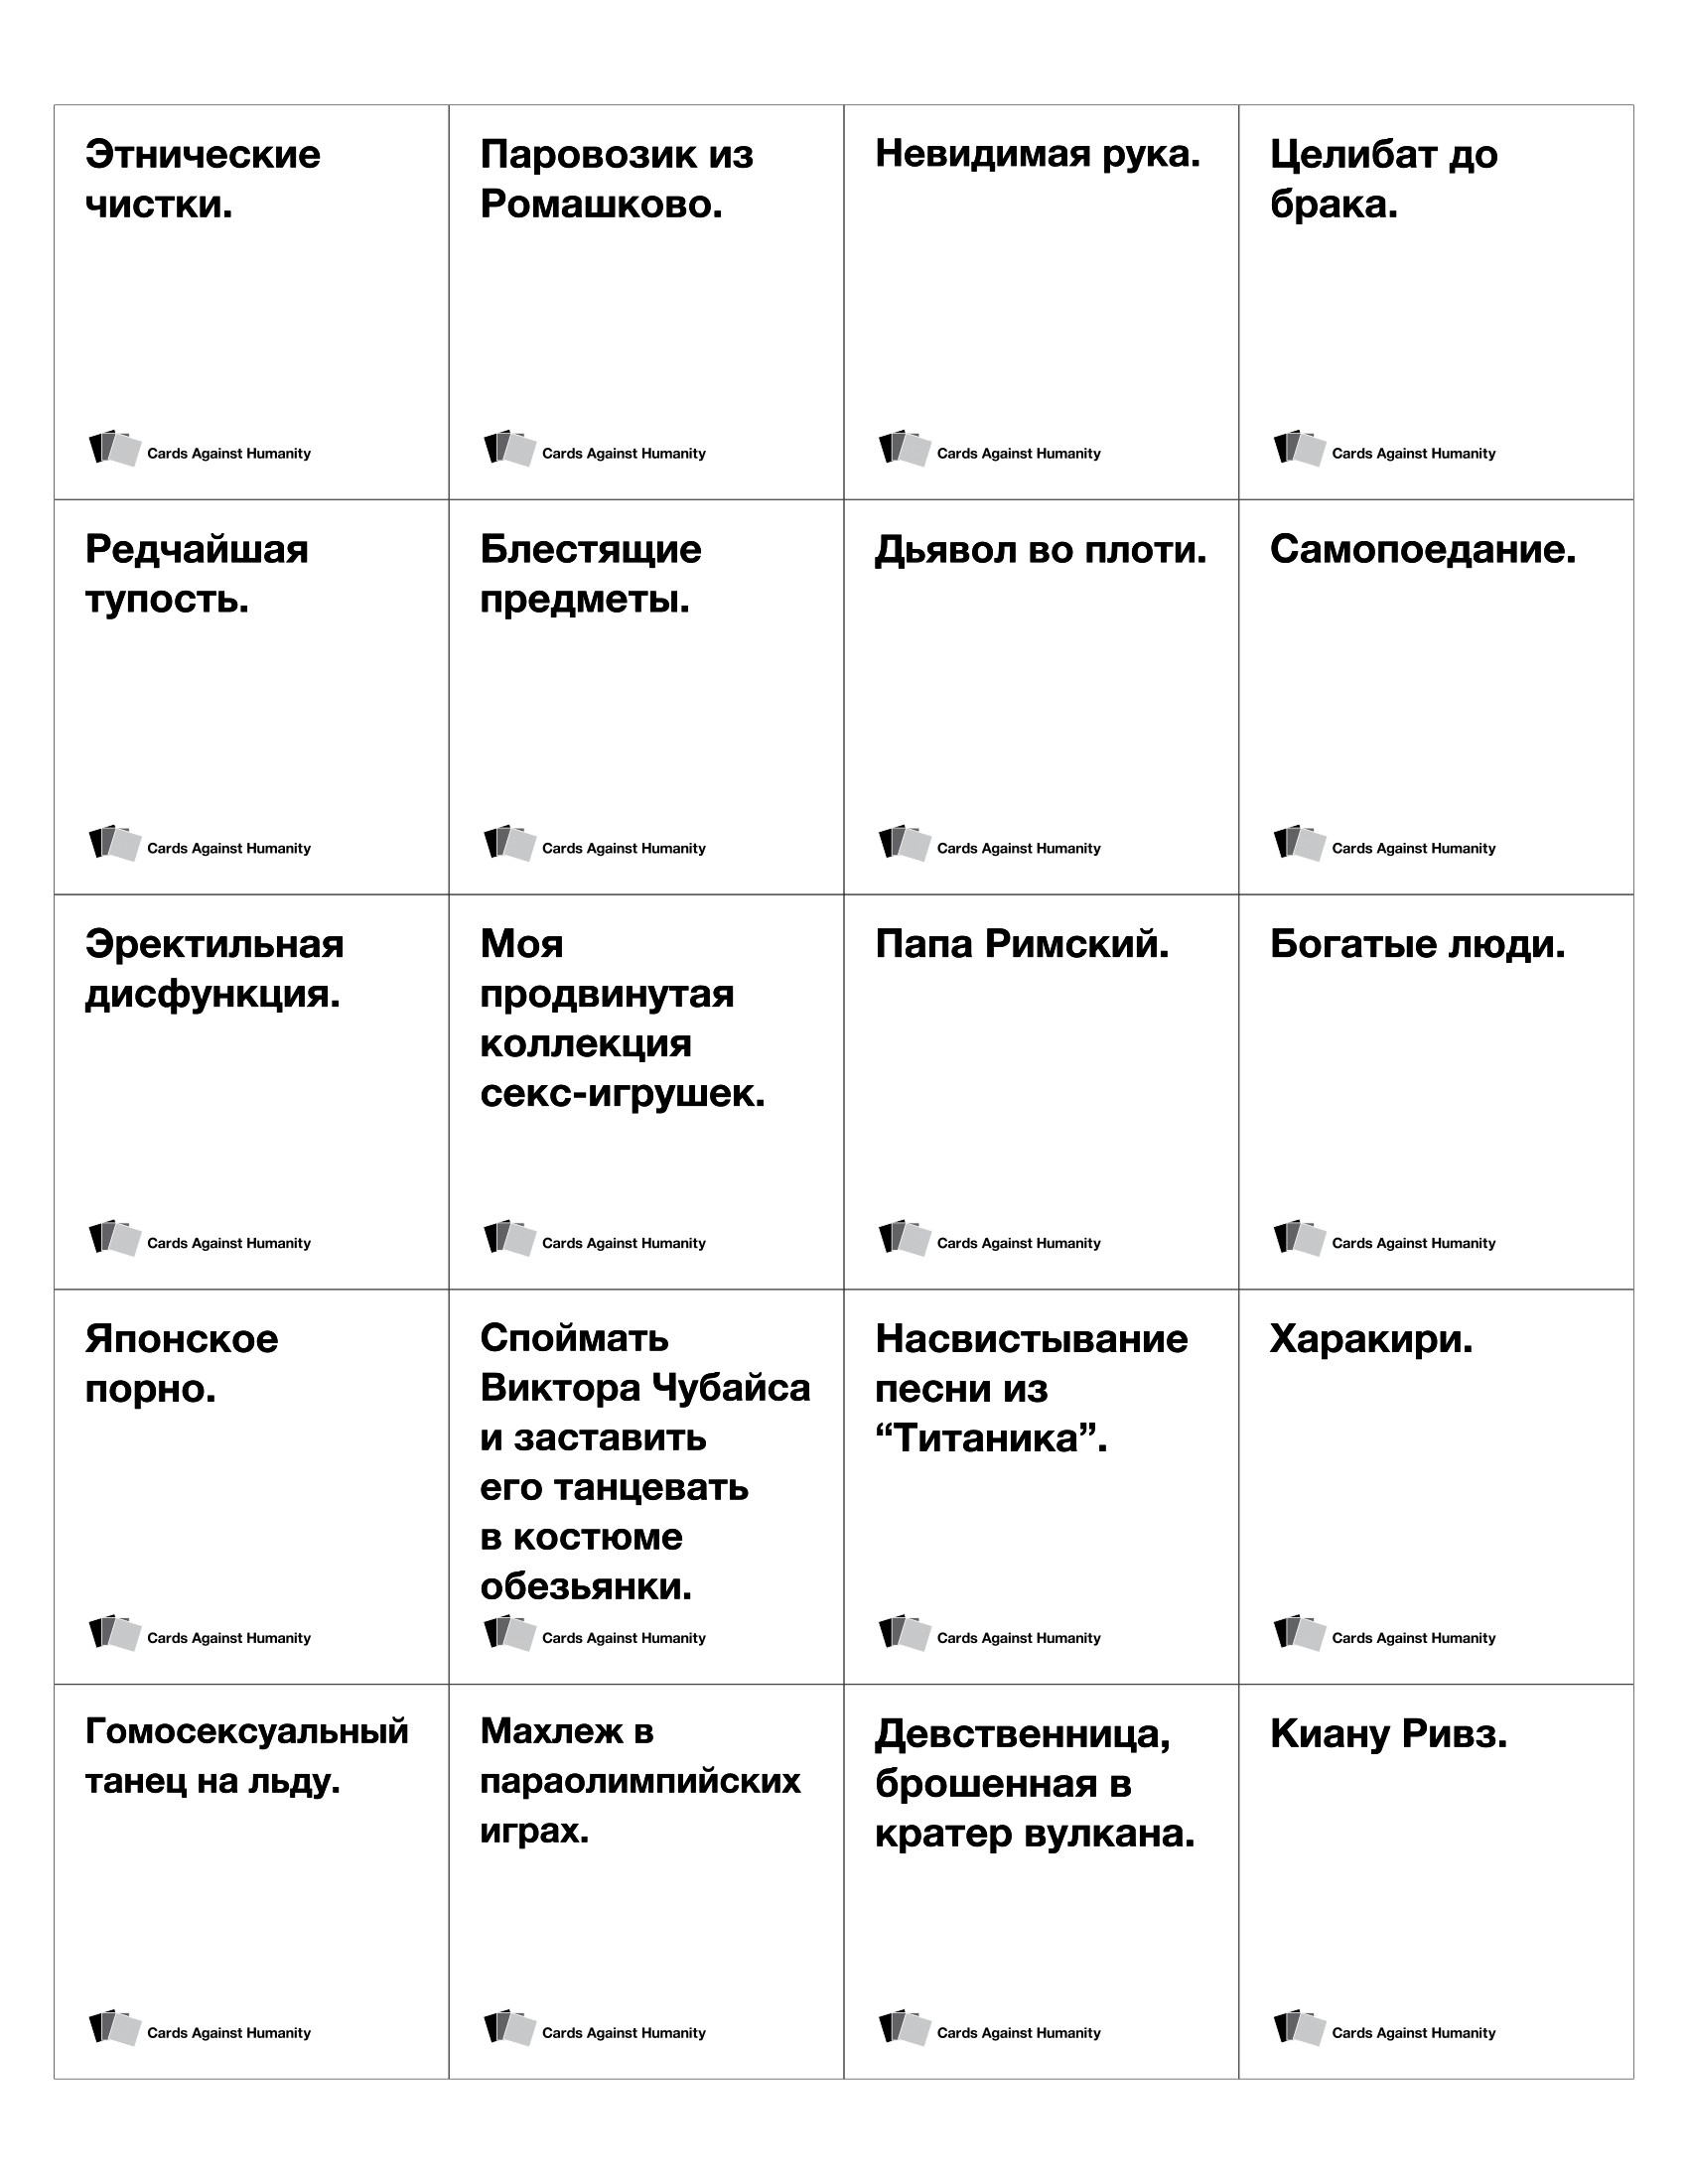 Этнические
чистки.
Cards Against Humanity
Паровозик из
Ромашково.
Cards Against Humanity
Невидимая рука.
Cards Against Humanity
Целибат до
брака.
Cards Against Humanity
Редчайшая
тупость.
Cards Against Humanity
Блестящие
предметы.
Cards Against Humanity
Дьявол во плоти.
Cards Against Humanity
Самопоедание.
Cards Against Humanity
Эректильная
дисфункция.
Cards Against Humanity
Моя
продвинутая
коллекция
секс-игрушек.
Cards Against Humanity
Папа Римский.
Cards Against Humanity
Богатые люди.
Cards Against Humanity
Японское
порно.
Cards Against Humanity
Споймать
Виктора Чубайса
и заставить
его танцевать
в костюме
обезьянки.
Cards Against Humanity
Насвистывание
песни из
“Титаника”.
Cards Against Humanity
Харакири.
Cards Against Humanity
Гомосексуальный
танец на льду.
Cards Against Humanity
Махлеж в
параолимпийских
играх.
Cards Against Humanity
Девственница,
брошенная в
кратер вулкана.
Cards Against Humanity
Киану Ривз.
Cards Against Humanity